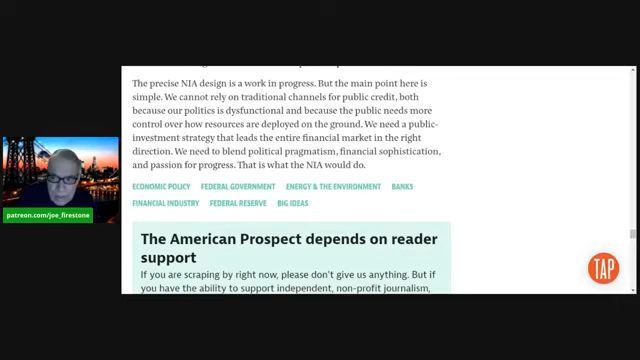 The precise NIA design is a work in progress. But the main point here is
simple. We cannot rely on traditional channels for public credit, both
because our politics is dysfunctional and because the public needs more
control over how resources are deployed on the ground. We need a public-
investment strategy that leads the entire financial market in the right
direction. We need to blend political pragmatism, financial sophistication,
and passion for progress. That is what the NIA would do.
ECONOMIC POLICY FEDERAL GOVERNMENT ENERGY & THE ENVIRONMENT BANKS
FINANCIAL INDUSTRY FEDERAL RESERVE BIG IDEAS
The American Prospect depends on reader
support
If you are scraping by right now, please don't give us anything. But if
you have the ability to support independent, non-profit journalism,
TAP
patreon.com/joe_firestone